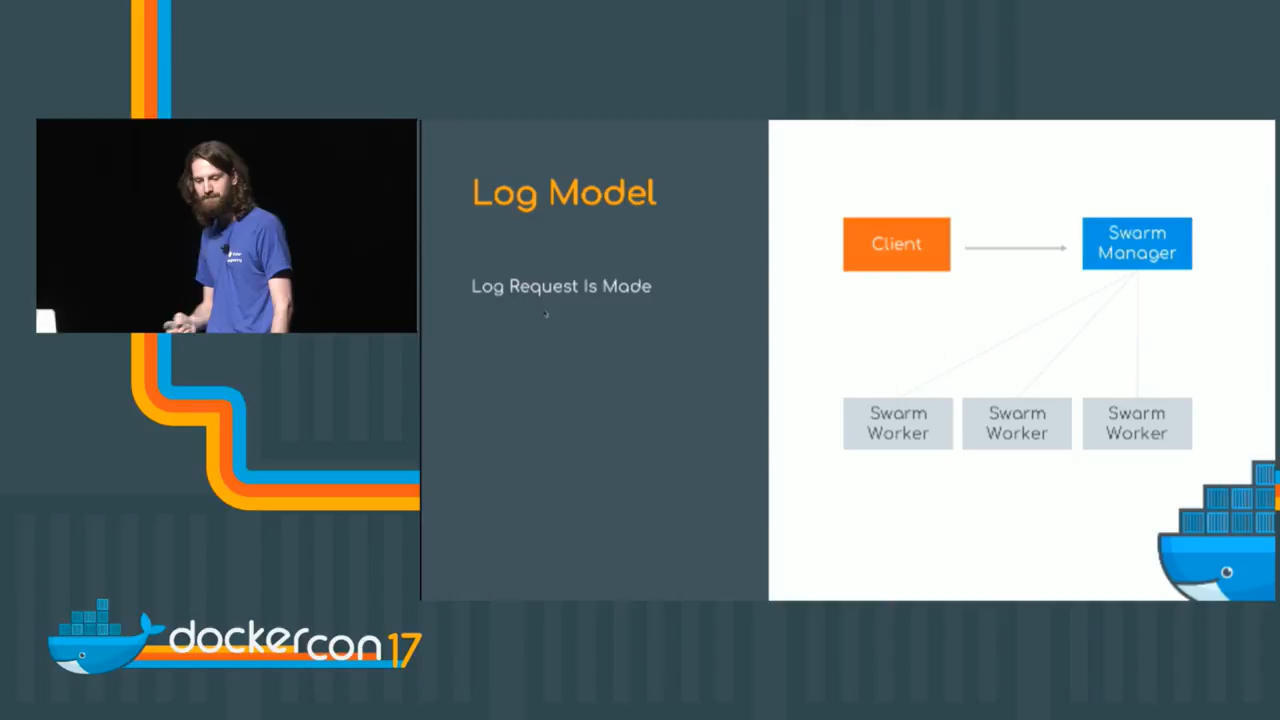 Log Model
Log Request Is Made
Client
Swarm
Manager
Swarm
Worker
Swarm
Worker
Swarm
Worker
dockercon 17